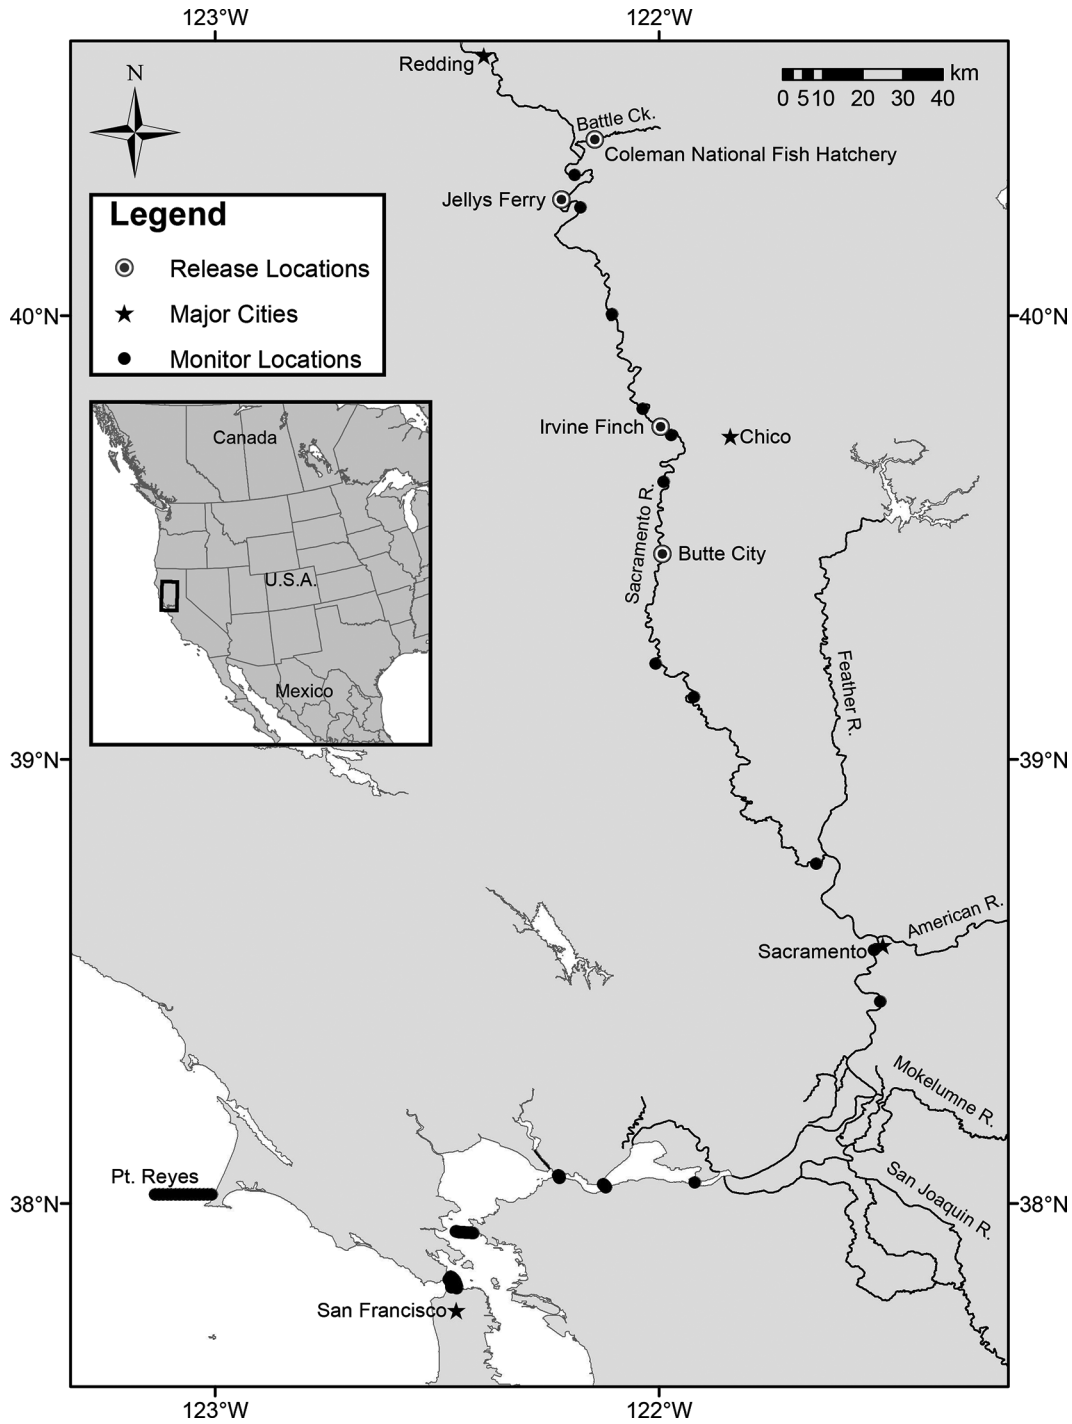 123°W
122°W
Redding
N
km
0 5 10 20 30 40
Battle Ck.
Coleman National Fish Hatchery
Jellys Ferry
Legend
Release Locations
Major Cities
Monitor Locations
40°N
40°N
Canada
U.S.A.
Mexico
Irvine Finch
Chico
Sacramento R.
Butte City
Feather R.
39°N
39°N
American R.
Sacramento
Mokelumne R.
San Joaquin R.
Pt. Reyes
38°N
38°N
San Francisco
123°W
122°W